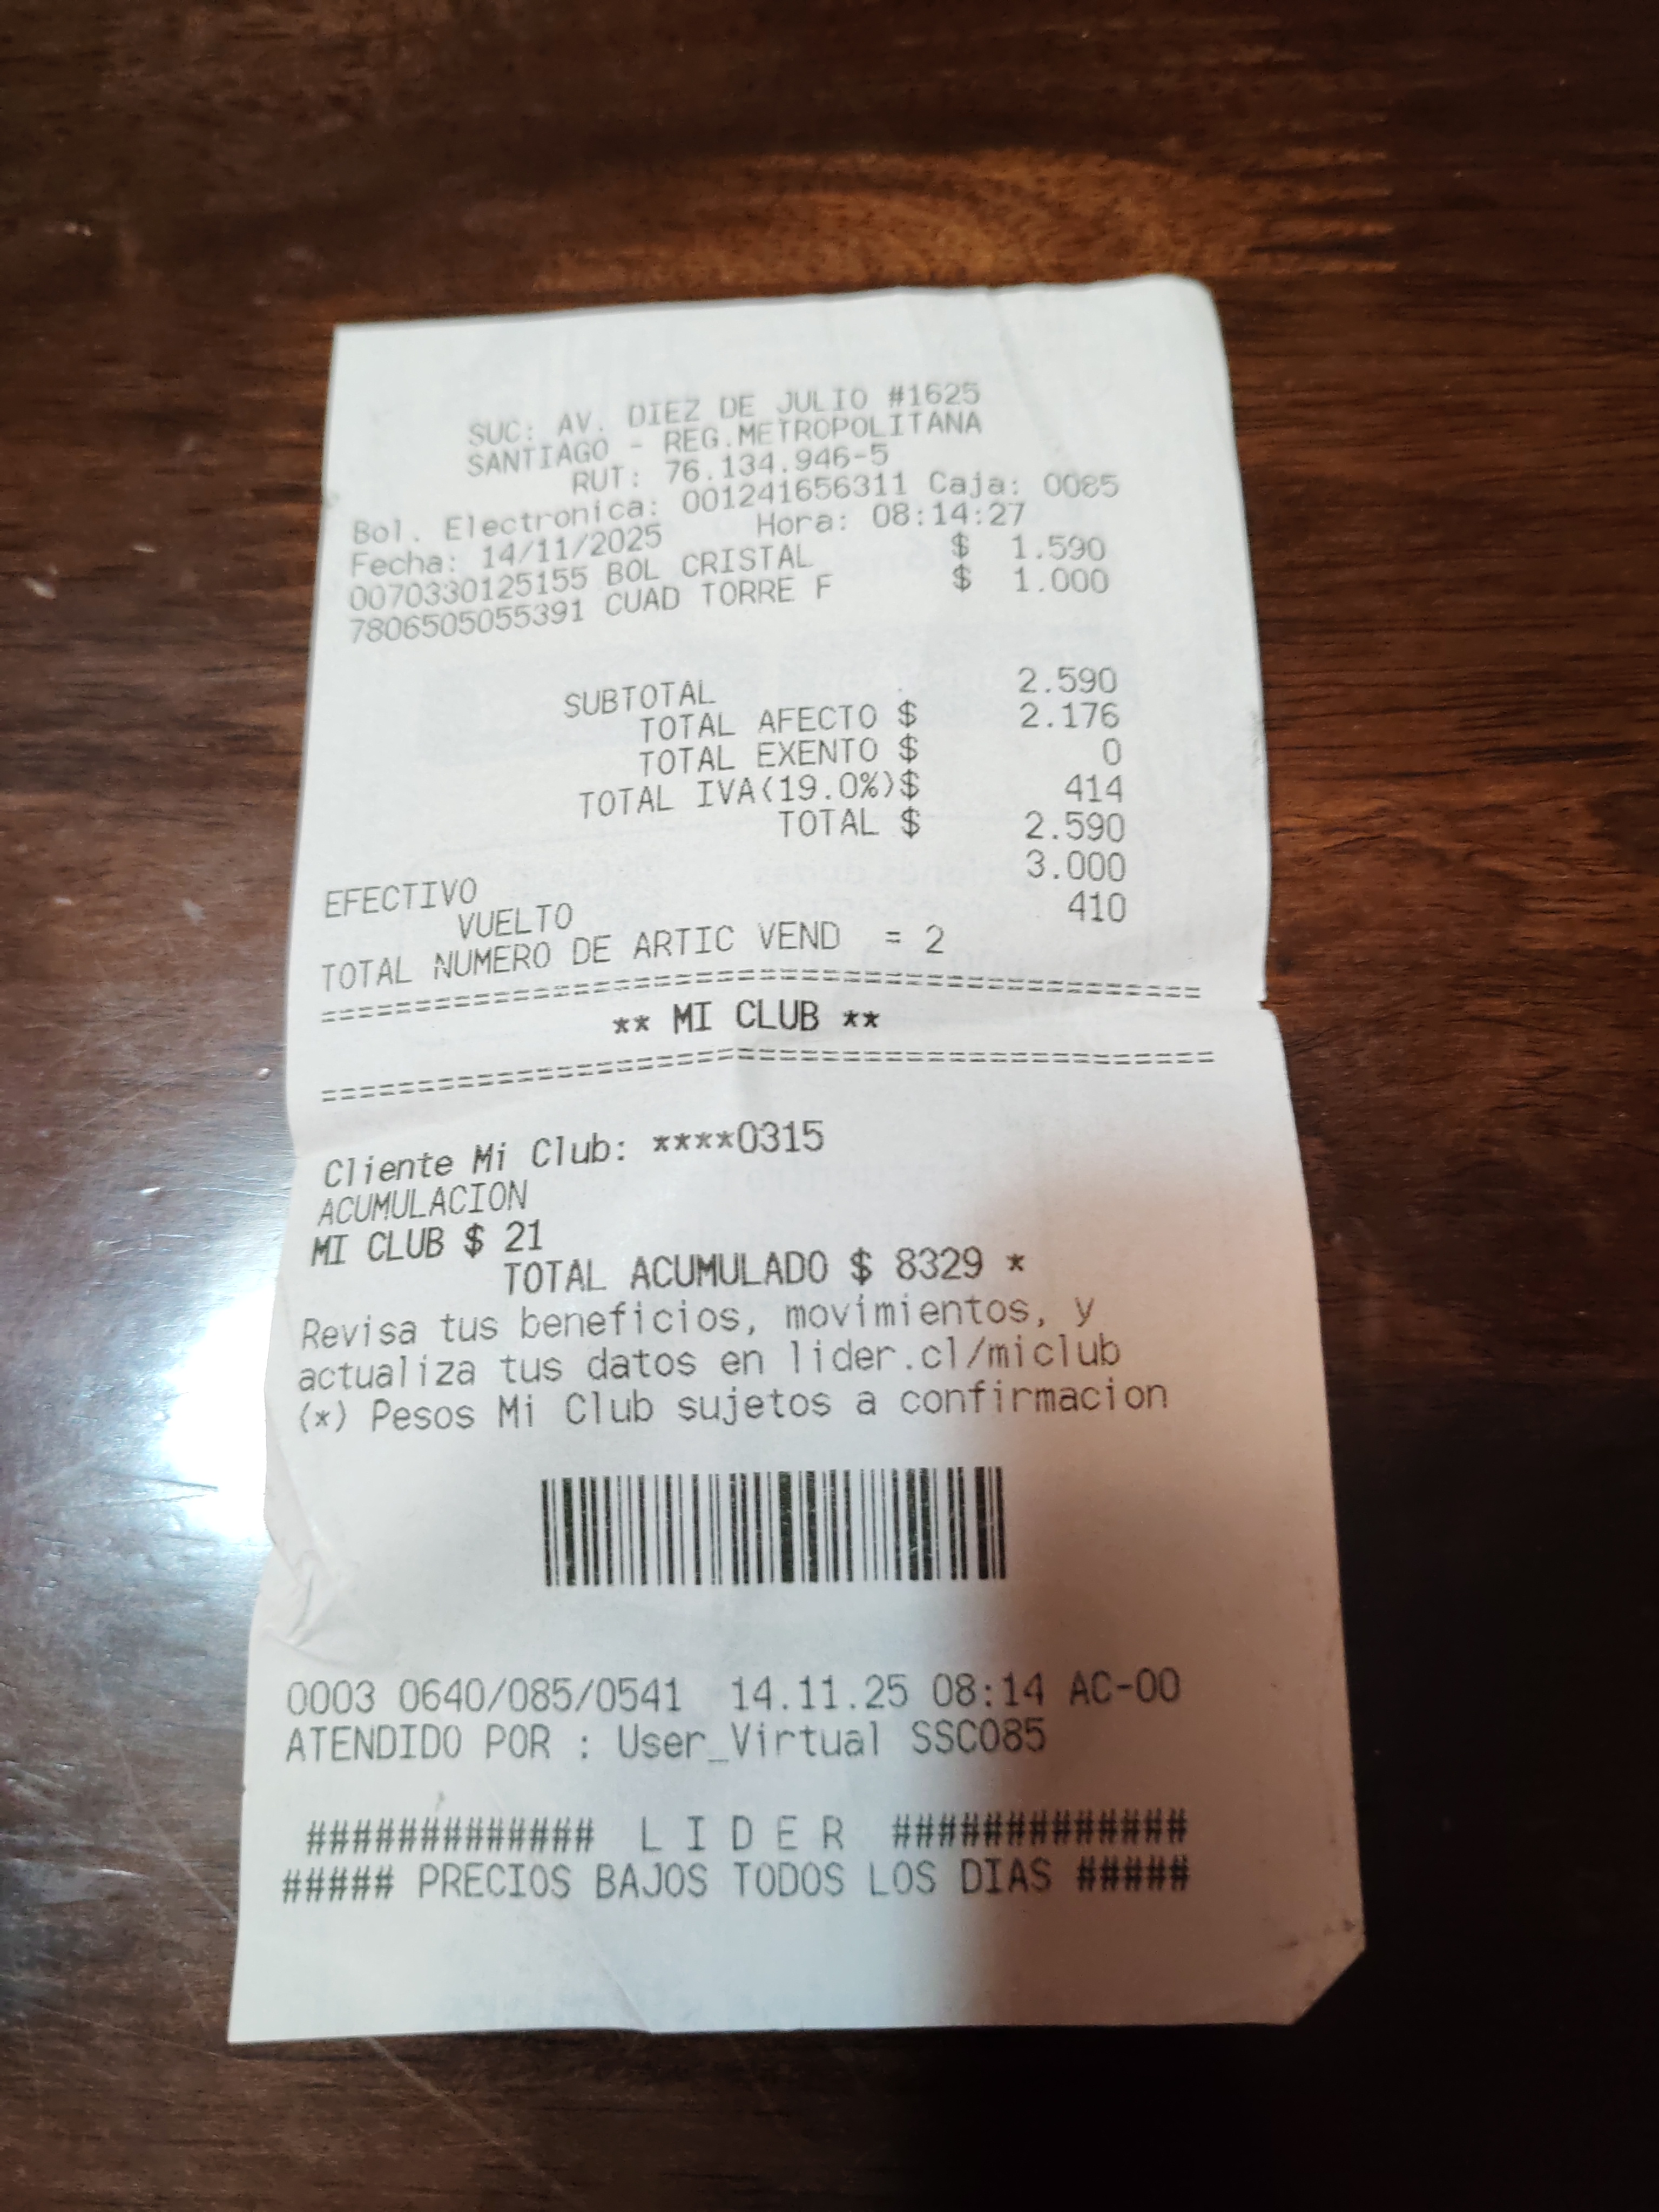 SUC: AV. DIEZ DE JULIO #1625
SANTIAGO - REG.METROPOLITANA
RUT: 76.134.946-5
Bol. Electronica: 001241656311 Caja: 0085
Fecha: 14/11/2025 Hora: 08:14:27
0070330125155 BOL CRISTAL $ 1.590
7806505055391 CUAD TORRE F $ 1.000
SUBTOTAL 2.590
TOTAL AFECTO $ 2.176
TOTAL EXENTO $ 0
TOTAL IVA(19.0%)$ 414
TOTAL $ 2.590
EFECTIVO 3.000
VUELTO 410
TOTAL NUMERO DE ARTIC VEND = 2
==========================================
** MI CLUB **
==========================================
Cliente Mi Club: ****0315
ACUMULACION
MI CLUB $ 21
TOTAL ACUMULADO $ 8329 *
Revisa tus beneficios, movimientos, y
actualiza tus datos en lider.cl/miclub
(*) Pesos Mi Club sujetos a confirmacion
0003 0640/085/0541 14.11.25 08:14 AC-00
ATENDIDO POR : User_Virtual SSCO85
############# L I D E R #############
##### PRECIOS BAJOS TODOS LOS DIAS #####